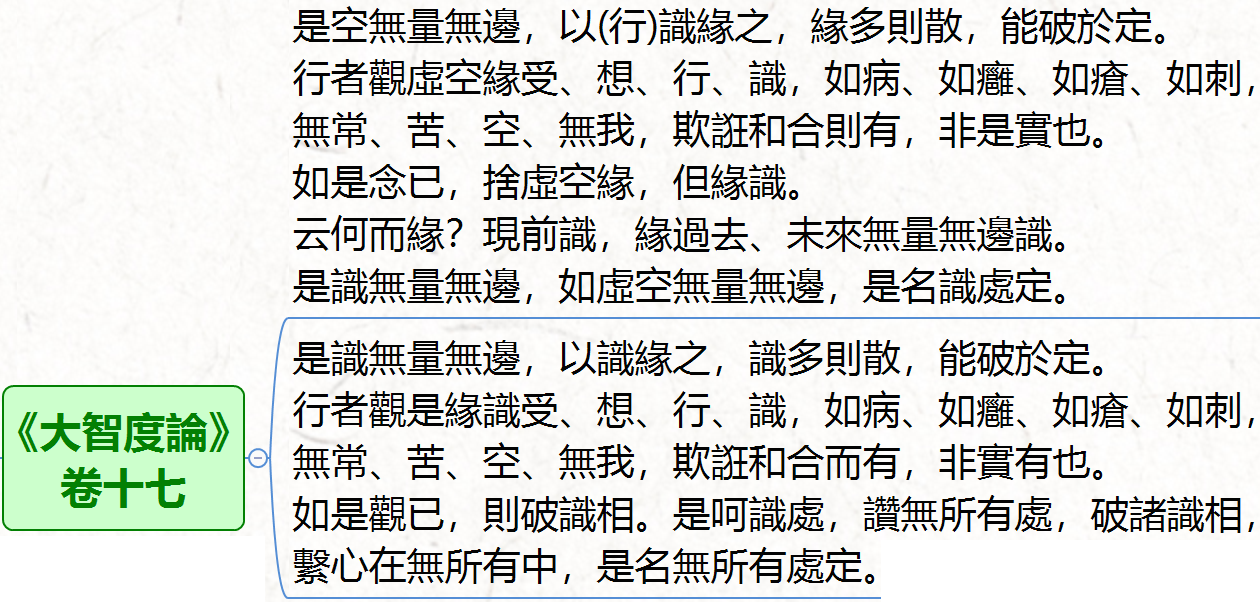 是空無量無邊，以(行)識緣之，緣多則散，能破於定。
行者觀虛空緣受、想、行、識，如病、如癰、如瘡、如刺，
無常、苦、空、無我，欺誑和合則有，非是實也。
如是念已，捨虛空緣，但緣識。
云何而緣？現前識，緣過去、未來無量無邊識。
是識無量無邊，如虛空無量無邊，是名識處定。
是識無量無邊，以識緣之，識多則散，能破於定。
行者觀是緣識受、想、行、識，如病、如癰、如瘡、如刺，
無常、苦、空、無我，欺誑和合而有，非實有也。
如是觀已，則破識相。是呵識處，讚無所有處，破諸識相，
繫心在無所有中，是名無所有處定。
《大智度論》
卷十七